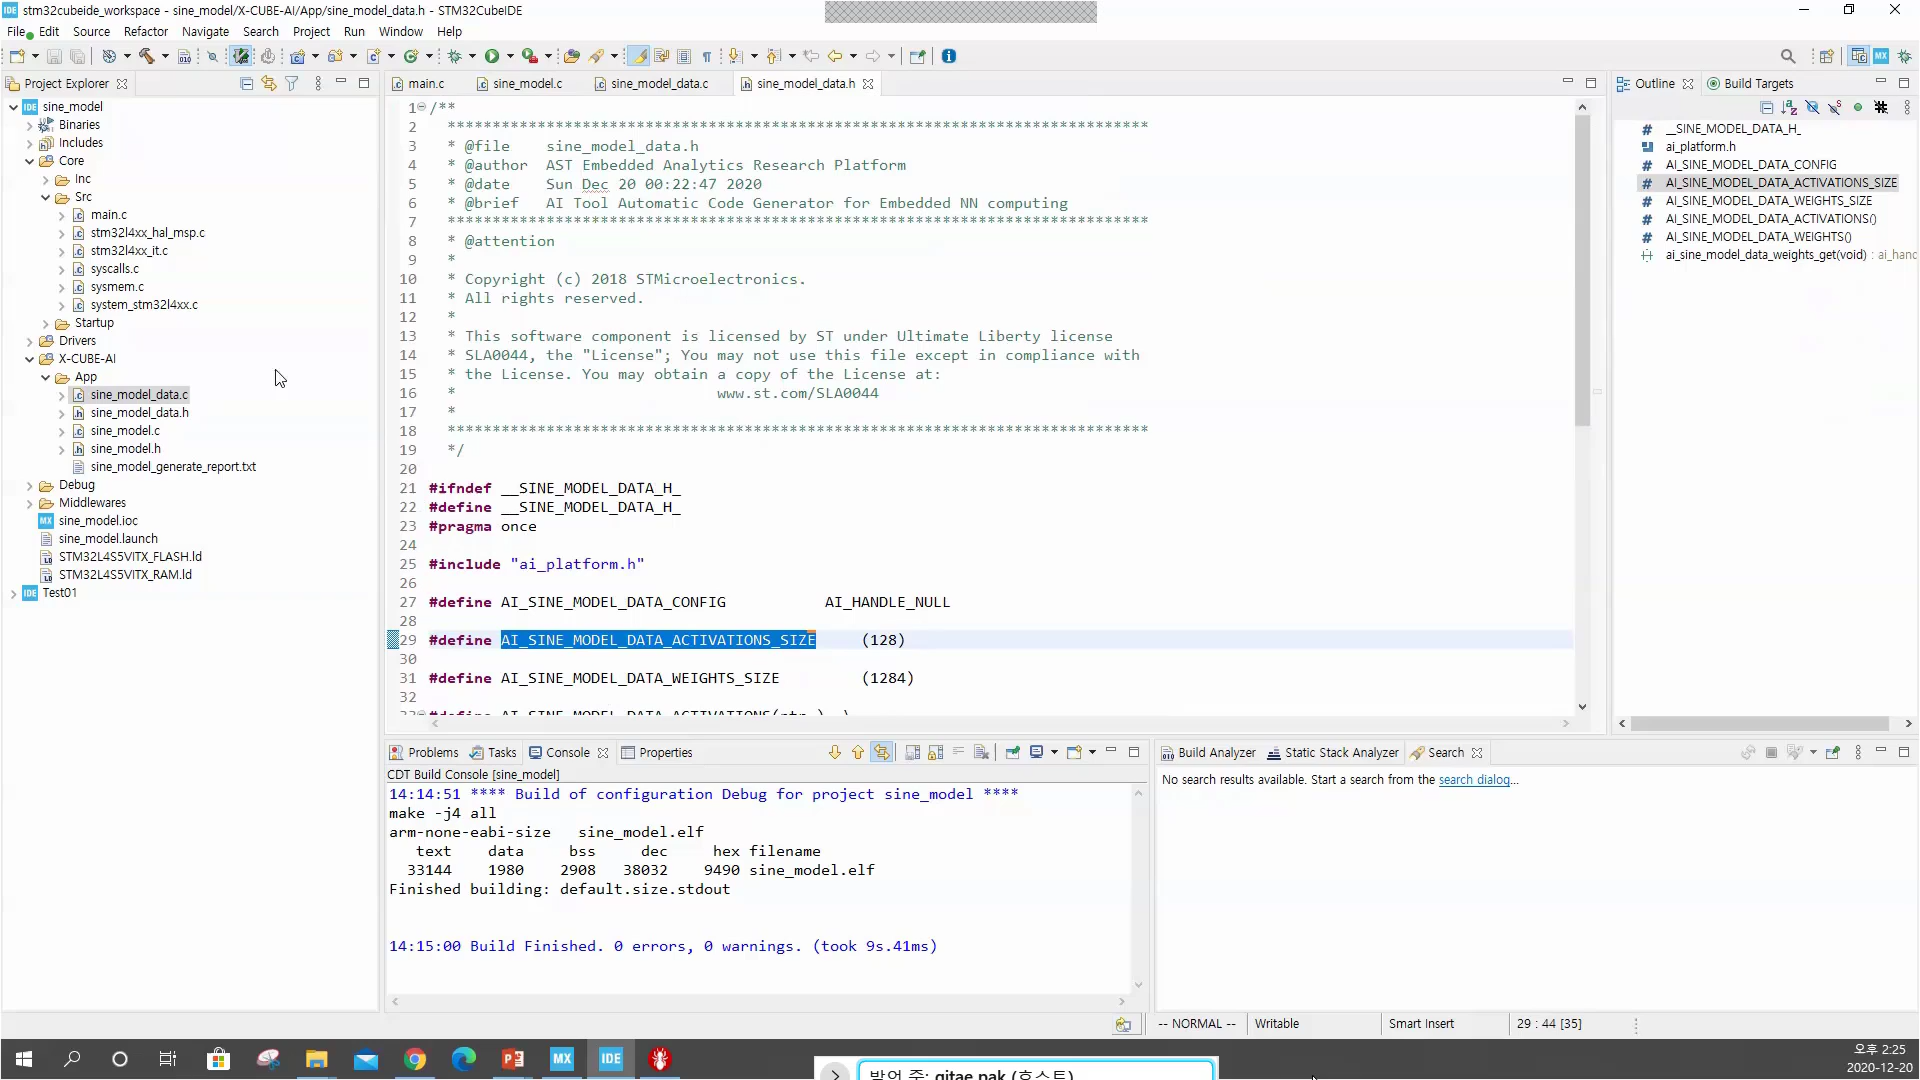 stm32cubeide_workspace - sine_model/X-CUBE-AI/App/sine_model_data.h - STM32CubeIDE
File Edit Source Refactor Navigate Search Project Run Window Help
Project Explorer
sine_model
Binaries
Includes
Core
Inc
Src
main.c
stm32l4xx_hal_msp.c
stm32l4xx_it.c
syscalls.c
sysmem.c
system_stm32l4xx.c
Startup
Drivers
X-CUBE-AI
App
sine_model_data.c
sine_model_data.h
sine_model.c
sine_model.h
sine_model_generate_report.txt
Debug
Middlewares
sine_model.ioc
sine_model.launch
STM32L4S5VITX_FLASH.ld
STM32L4S5VITX_RAM.ld
Test01
main.c sine_model.c sine_model_data.c sine_model_data.h
1 /**
2 ******************************************************************************
3 * @file sine_model_data.h
4 * @author AST Embedded Analytics Research Platform
5 * @date Sun Dec 20 00:22:47 2020
6 * @brief AI Tool Automatic Code Generator for Embedded NN computing
7 ******************************************************************************
8 * @attention
9 *
10 * Copyright (c) 2018 STMicroelectronics.
11 * All rights reserved.
12 *
13 * This software component is licensed by ST under Ultimate Liberty license
14 * SLA0044, the "License"; You may not use this file except in compliance with
15 * the License. You may obtain a copy of the License at:
16 * www.st.com/SLA0044
17 *
18 ******************************************************************************
19 */
20
21 #ifndef __SINE_MODEL_DATA_H_
22 #define __SINE_MODEL_DATA_H_
23 #pragma once
24
25 #include "ai_platform.h"
26
27 #define AI_SINE_MODEL_DATA_CONFIG AI_HANDLE_NULL
28
29 #define AI_SINE_MODEL_DATA_ACTIVATIONS_SIZE (128)
30
31 #define AI_SINE_MODEL_DATA_WEIGHTS_SIZE (1284)
32
33 #define AI_SINE_MODEL_DATA_ACTIVATIONS(ptr_) \
Outline Build Targets
__SINE_MODEL_DATA_H_
ai_platform.h
AI_SINE_MODEL_DATA_CONFIG
AI_SINE_MODEL_DATA_ACTIVATIONS_SIZE
AI_SINE_MODEL_DATA_WEIGHTS_SIZE
AI_SINE_MODEL_DATA_ACTIVATIONS()
AI_SINE_MODEL_DATA_WEIGHTS()
ai_sine_model_data_weights_get(void) : ai_hand
Problems Tasks Console Properties
CDT Build Console [sine_model]
14:14:51 **** Build of configuration Debug for project sine_model ****
make -j4 all
arm-none-eabi-size sine_model.elf
text data bss dec hex filename
33144 1980 2908 38032 9490 sine_model.elf
Finished building: default.size.stdout
14:15:00 Build Finished. 0 errors, 0 warnings. (took 9s.41ms)
Build Analyzer Static Stack Analyzer Search
No search results available. Start a search from the search dialog...
-- NORMAL -- Writable Smart Insert 29 : 44 [35]
MX IDE
오후 2:25
2020-12-20
발언 중: gitae pak (호스트)